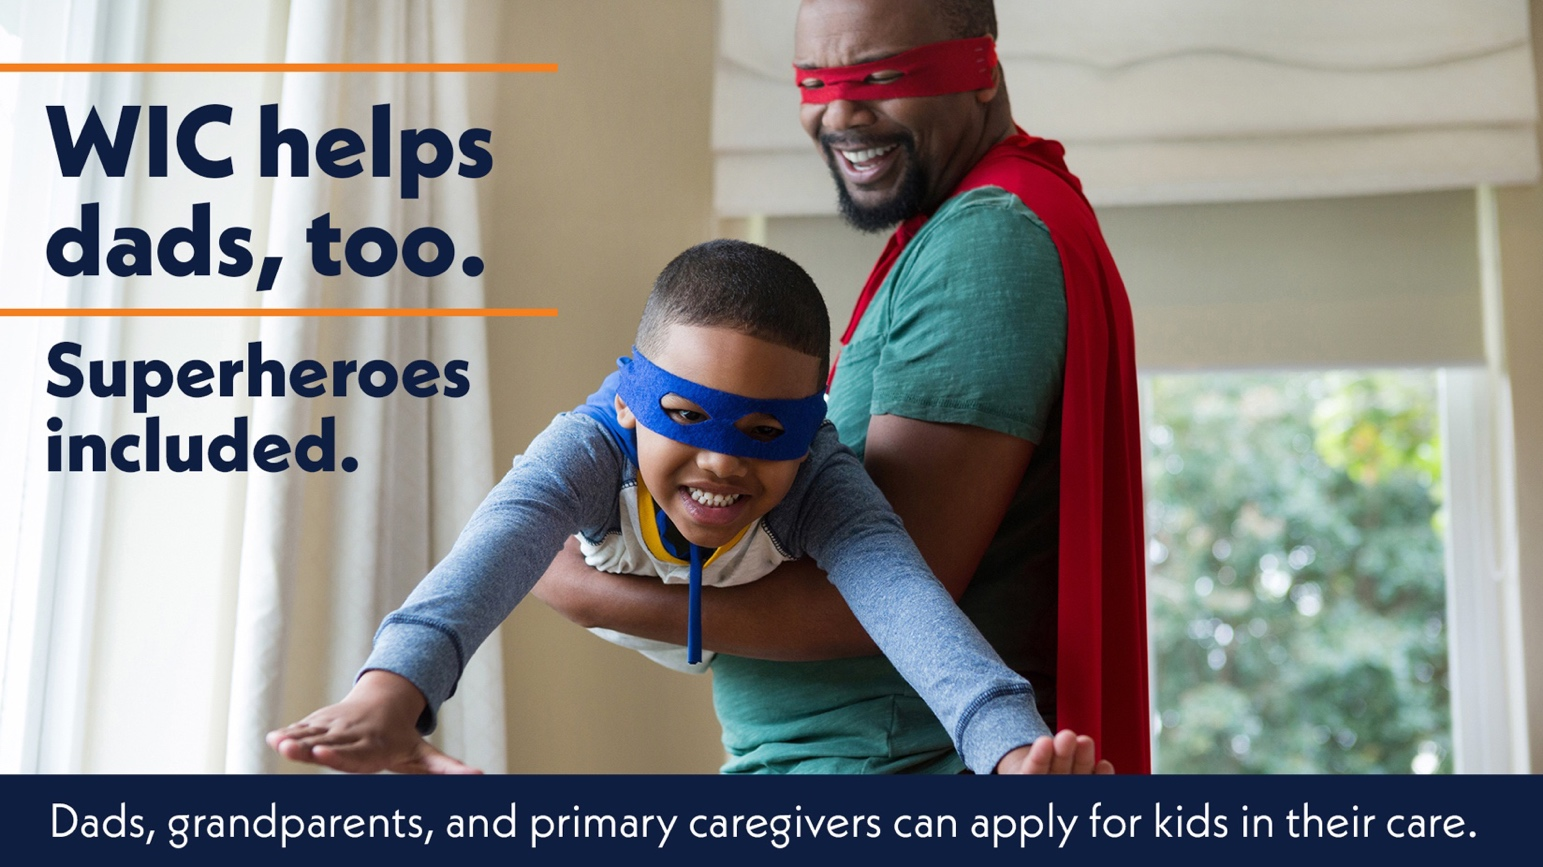 WIC helps
dads, too.
Superheroes
included.
Dads, grandparents, and primary caregivers can apply for kids in their care.